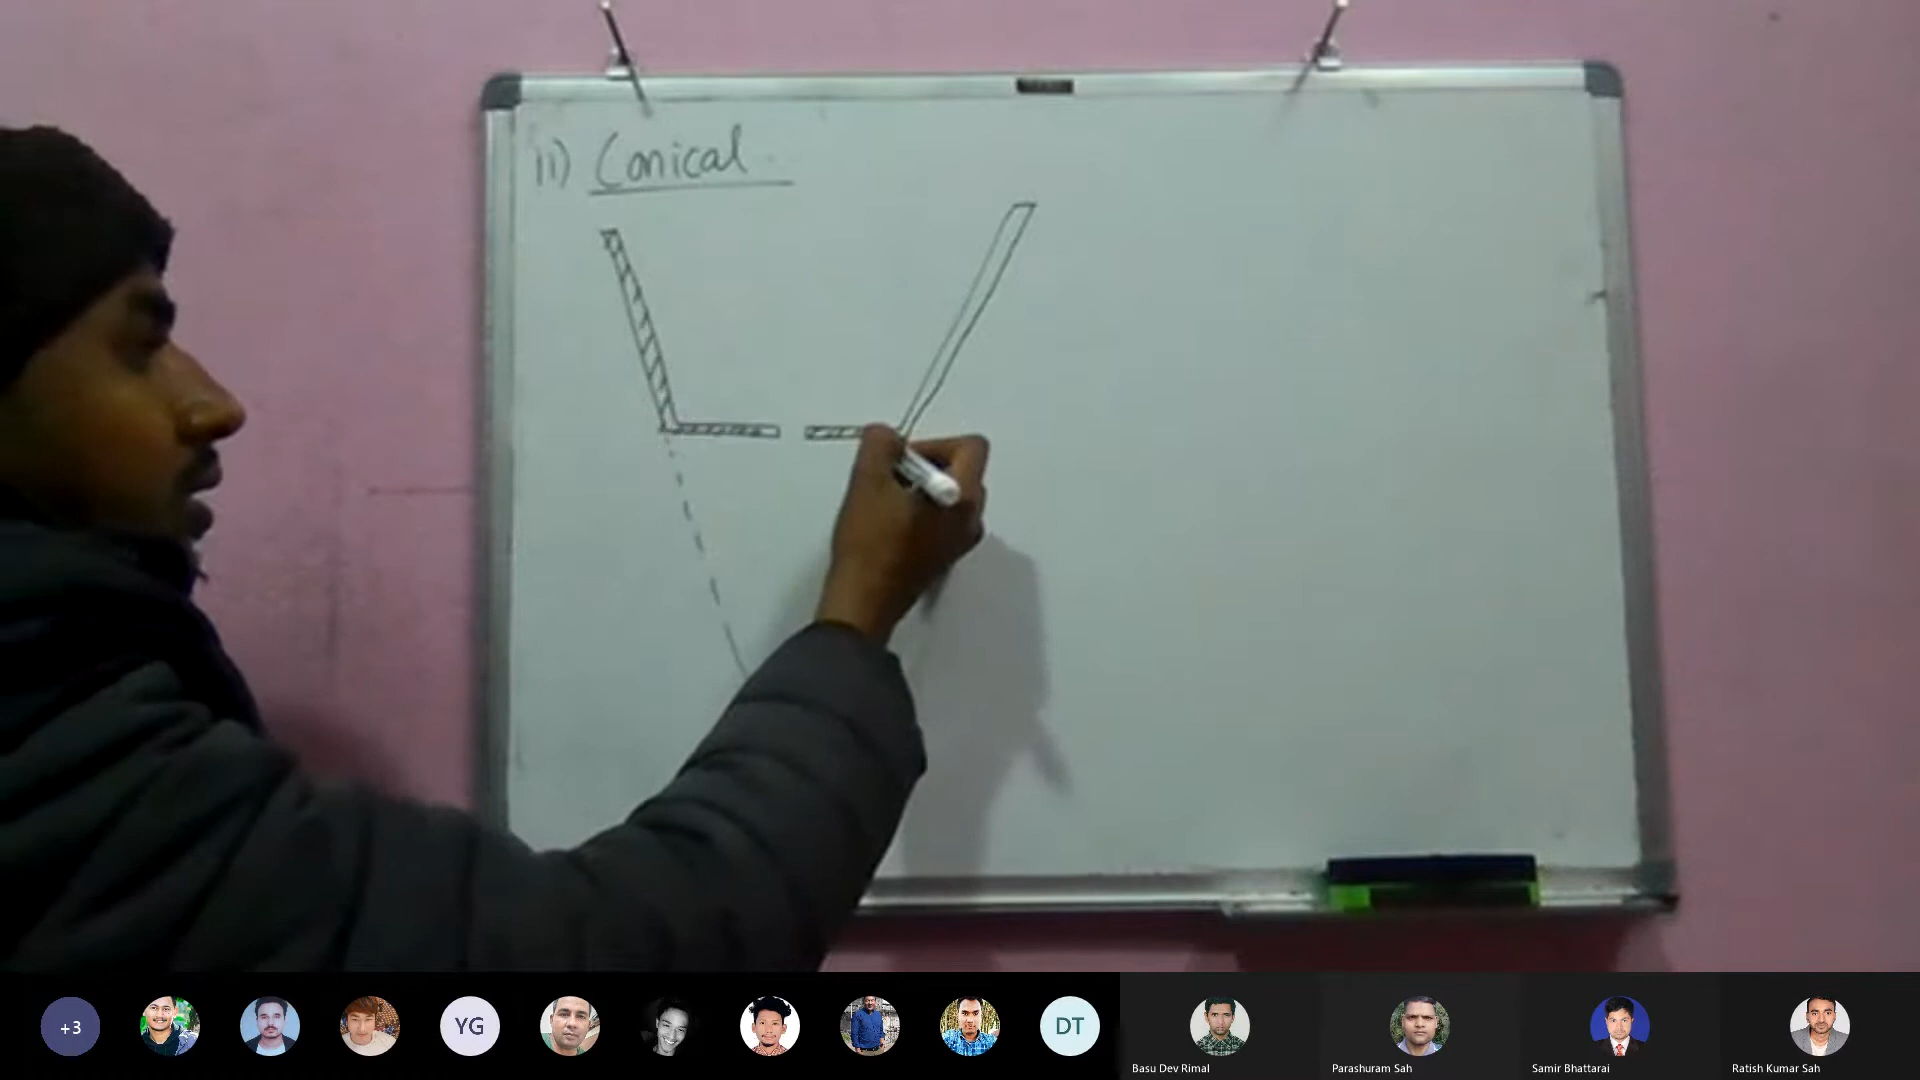 ii) Conical
+3
YG
DT
Basu Dev Rimal
Parashuram Sah
Samir Bhattarai
Ratish Kumar Sah